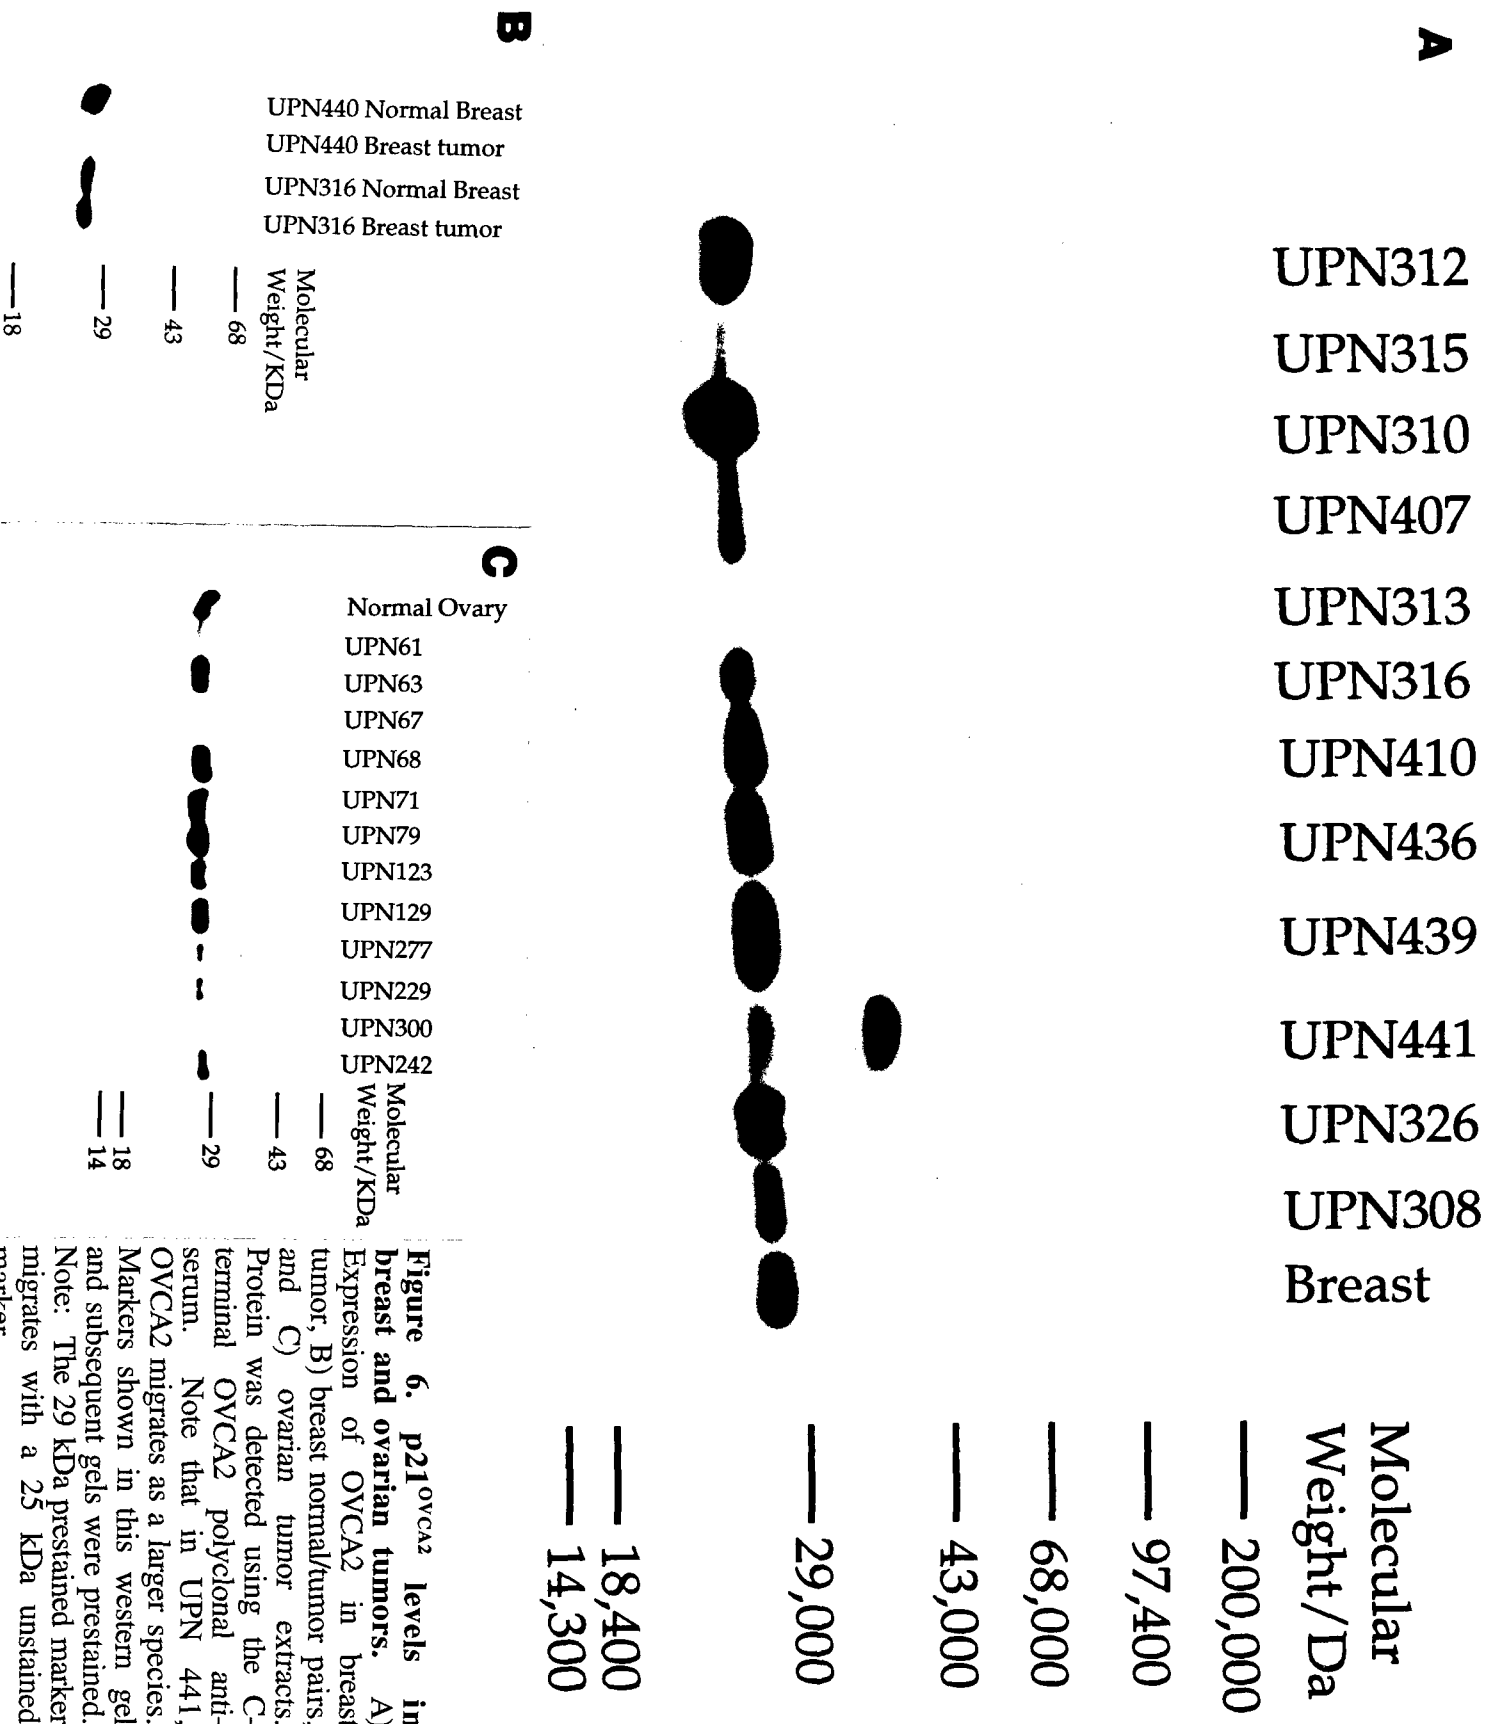 A
UPN312
UPN315
UPN310
UPN407
UPN313
UPN316
UPN410
UPN436
UPN439
UPN441
UPN326
UPN308
Breast
Molecular
Weight/Da
200,000
97,400
68,000
43,000
29,000
18,400
14,300
B
UPN440 Normal Breast
UPN440 Breast tumor
UPN316 Normal Breast
UPN316 Breast tumor
Molecular
Weight/KDa
68
43
29
18
C
Normal Ovary
UPN61
UPN63
UPN67
UPN68
UPN71
UPN79
UPN123
UPN129
UPN277
UPN229
UPN300
UPN242
Molecular
Weight/KDa
68
43
29
18
14
Figure 6. p21^OVCA2 levels in
breast and ovarian tumors. A)
Expression of OVCA2 in breast
tumor, B) breast normal/tumor pairs,
and C) ovarian tumor extracts.
Protein was detected using the C-
terminal OVCA2 polyclonal anti-
serum. Note that in UPN 441,
OVCA2 migrates as a larger species.
Markers shown in this western gel
and subsequent gels were prestained.
Note: The 29 kDa prestained marker
migrates with a 25 kDa unstained
marker